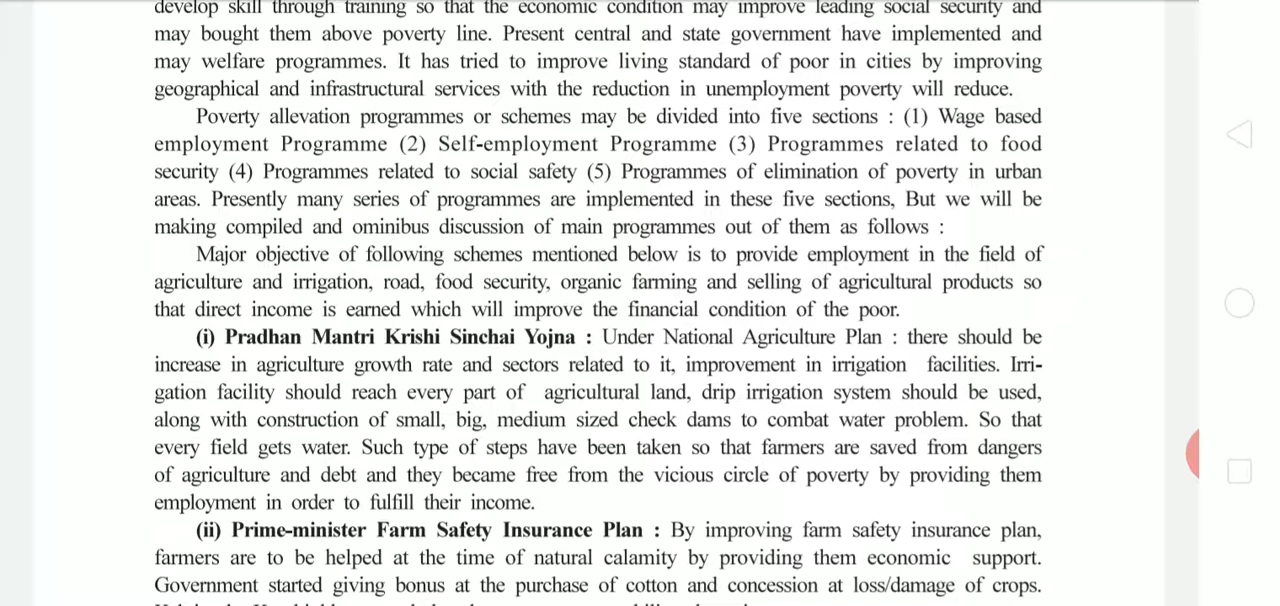 develop skill through training so that the economic condition may improve leading social security and
may bought them above poverty line. Present central and state government have implemented and
may welfare programmes. It has tried to improve living standard of poor in cities by improving
geographical and infrastructural services with the reduction in unemployment poverty will reduce.
Poverty allevation programmes or schemes may be divided into five sections : (1) Wage based
employment Programme (2) Self-employment Programme (3) Programmes related to food
security (4) Programmes related to social safety (5) Programmes of elimination of poverty in urban
areas. Presently many series of programmes are implemented in these five sections, But we will be
making compiled and ominibus discussion of main programmes out of them as follows :
Major objective of following schemes mentioned below is to provide employment in the field of
agriculture and irrigation, road, food security, organic farming and selling of agricultural products so
that direct income is earned which will improve the financial condition of the poor.
(i) Pradhan Mantri Krishi Sinchai Yojna : Under National Agriculture Plan : there should be
increase in agriculture growth rate and sectors related to it, improvement in irrigation facilities. Irri-
gation facility should reach every part of agricultural land, drip irrigation system should be used,
along with construction of small, big, medium sized check dams to combat water problem. So that
every field gets water. Such type of steps have been taken so that farmers are saved from dangers
of agriculture and debt and they became free from the vicious circle of poverty by providing them
employment in order to fulfill their income.
(ii) Prime-minister Farm Safety Insurance Plan : By improving farm safety insurance plan,
farmers are to be helped at the time of natural calamity by providing them economic support.
Government started giving bonus at the purchase of cotton and concession at loss/damage of crops.